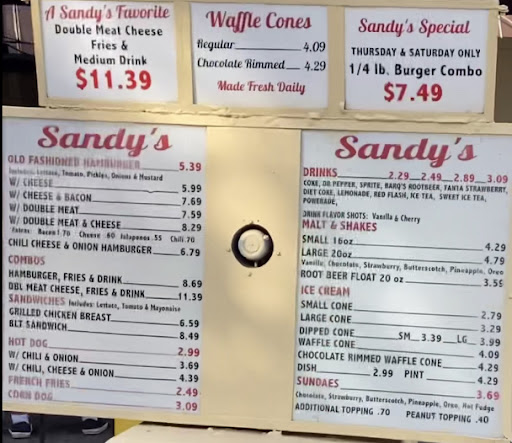 A Sandy's Favorite
Double Meat Cheese
Fries &
Medium Drink
$11.39
Waffle Cones
Regular 4.09
Chocolate Rimmed 4.29
Made Fresh Daily
Sandy's Special
THURSDAY & SATURDAY ONLY
1/4 lb. Burger Combo
$7.49
Sandy's
OLD FASHIONED HAMBURGER 5.39
Includes: Lettuce, Tomato, Pickles, Onions & Mustard
W/ CHEESE 5.99
W/ CHEESE & BACON 7.69
W/ DOUBLE MEAT 7.59
W/ DOUBLE MEAT & CHEESE 8.29
Extras: Bacon 1.70 Cheese .60 Jalapenos .55 Chili .70
CHILI CHEESE & ONION HAMBURGER 6.79
COMBOS
HAMBURGER, FRIES & DRINK 8.69
DBL MEAT CHEESE, FRIES & DRINK 11.39
SANDWICHES Includes: Lettuce, Tomato & Mayonaise
GRILLED CHICKEN BREAST 6.59
BLT SANDWICH 8.49
HOT DOG 2.99
W/ CHILI & ONION 3.69
W/ CHILI, CHEESE & ONION 4.39
FRENCH FRIES 2.49
CORN DOG 3.09
Sandy's
DRINKS 2.29 2.49 2.89 3.09
COKE, DR. PEPPER, SPRITE, BARQ'S ROOTBEER, FANTA STRAWBERRY,
DIET COKE, LEMONADE, RED FLASH, ICE TEA, SWEET ICE TEA,
POWERADE,
DRINK FLAVOR SHOTS: Vanilla & Cherry
MALT & SHAKES
SMALL 16oz 4.29
LARGE 20oz 4.79
Vanilla, Chocolate, Strawberry, Butterscotch, Pineapple, Oreo
ROOT BEER FLOAT 20 oz 3.56
ICE CREAM
SMALL CONE 2.79
LARGE CONE 3.29
DIPPED CONE SM 3.39 LG 3.99
WAFFLE CONE 4.09
CHOCOLATE RIMMED WAFFLE CONE 4.29
DISH 2.99 PINT 4.29
SUNDAES 3.69
Chocolate, Strawberry, Butterscotch, Pineapple, Oreo, Hot Fudge
ADDITIONAL TOPPING .70 PEANUT TOPPING .40